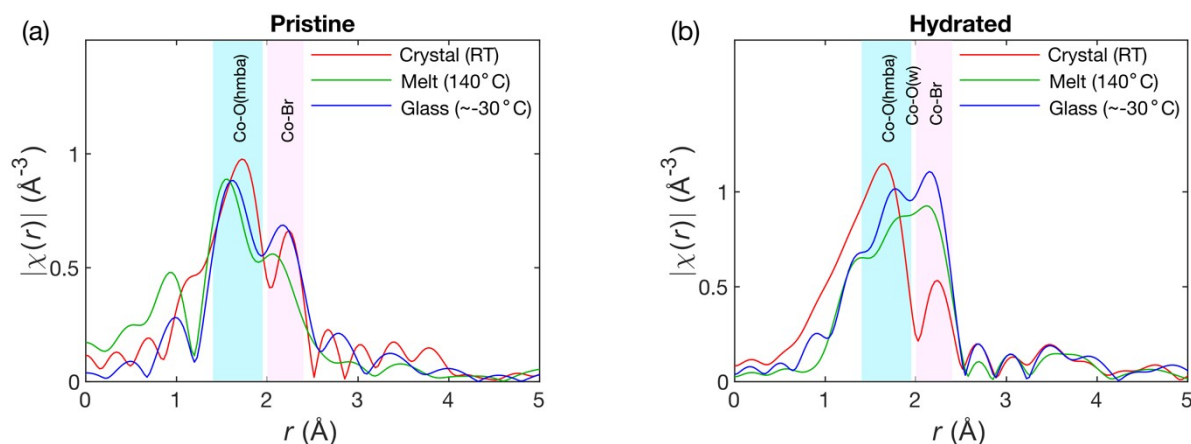 (a)
Pristine
Crystal (RT)
Melt (140°C)
Glass (~-30°C)
Co-O(hmba)
Co-Br
1
0.5
0
|χ(r)| (Å⁻³)
0 1 2 3 4 5
r (Å)
(b)
Hydrated
Crystal (RT)
Melt (140°C)
Glass (~-30°C)
Co-O(hmba)
Co-O(w)
Co-Br
1
0.5
0
|χ(r)| (Å⁻³)
0 1 2 3 4 5
r (Å)